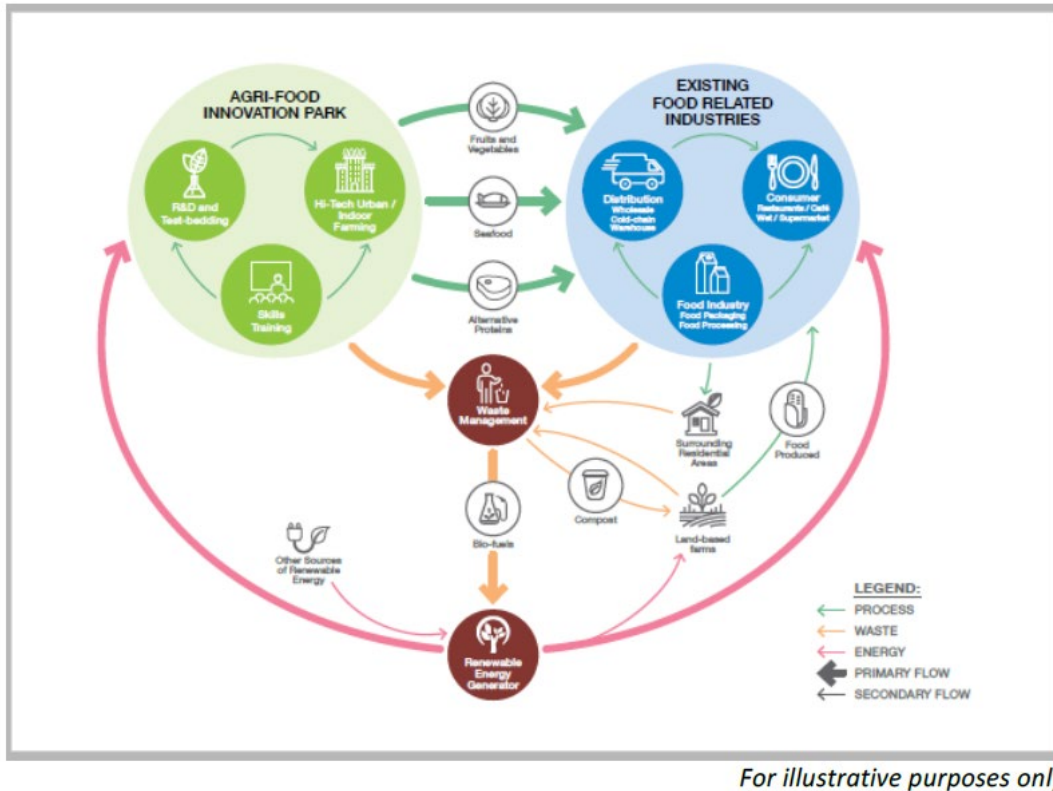 AGRI-FOOD
INNOVATION PARK
R&D and
Test-bedding
Hi-Tech Urban /
Indoor
Farming
Skills
Training
Fruits and
Vegetables
Seafood
Alternative
Proteins
EXISTING
FOOD RELATED
INDUSTRIES
Distribution
Wholesale
Cold-chain
Warehouse
Consumer
Restaurants / Café
Wet / Supermarket
Food Industry
Food Packaging
Food Processing
Waste
Management
Surrounding
Residential
Areas
Food
Produced
Compost
Land-based
farms
Bio-fuels
Other Sources
of Renewable
Energy
Renewable
Energy
Generator
LEGEND:
PROCESS
WASTE
ENERGY
PRIMARY FLOW
SECONDARY FLOW
For illustrative purposes only